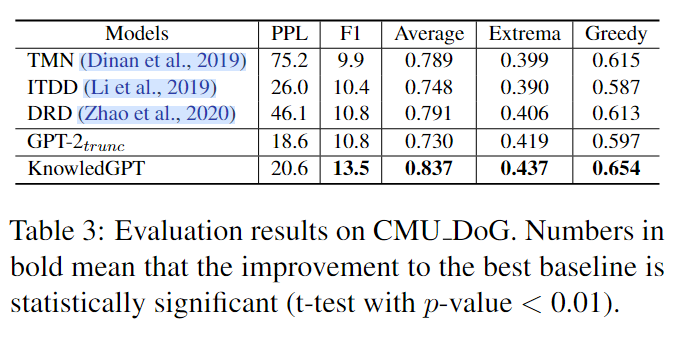 Models PPL F1 Average Extrema Greedy
TMN (Dinan et al., 2019) 75.2 9.9 0.789 0.399 0.615
ITDD (Li et al., 2019) 26.0 10.4 0.748 0.390 0.587
DRD (Zhao et al., 2020) 46.1 10.8 0.791 0.406 0.613
GPT-2trunc 18.6 10.8 0.730 0.419 0.597
KnowledGPT 20.6 13.5 0.837 0.437 0.654
Table 3: Evaluation results on CMU_DoG. Numbers in
bold mean that the improvement to the best baseline is
statistically significant (t-test with p-value < 0.01).